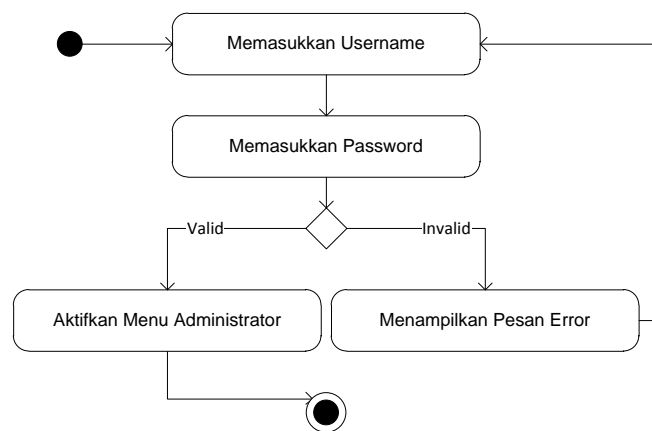 Memasukkan Username
Memasukkan Password
Valid
Invalid
Aktifkan Menu Administrator
Menampilkan Pesan Error